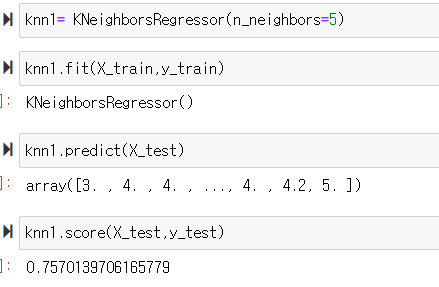 knn1= KNeighborsRegressor(n_neighbors=5)
knn1.fit(X_train,y_train)
]: KNeighborsRegressor()
knn1.predict(X_test)
]: array([3. , 4. , 4. , ..., 4. , 4.2, 5. ])
knn1.score(X_test,y_test)
]: 0.7570139706165779